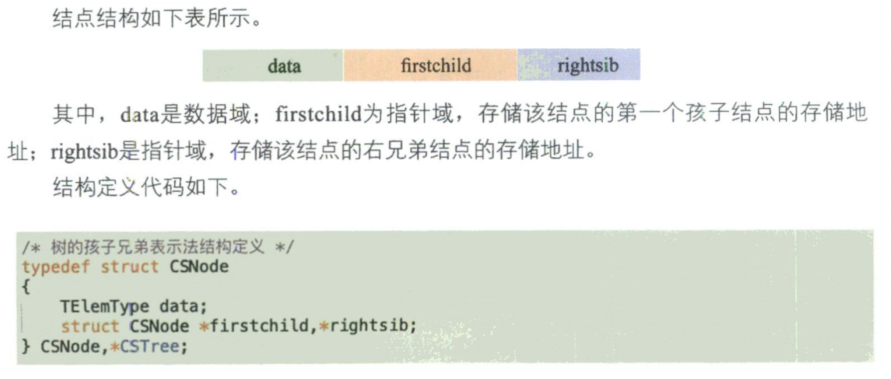 结点结构如下表所示。
data firstchild rightsib
其中，data是数据域；firstchild为指针域，存储该结点的第一个孩子结点的存储地
址；rightsib是指针域，存储该结点的右兄弟结点的存储地址。
结构定义代码如下。
/* 树的孩子兄弟表示法结构定义 */
typedef struct CSNode
{
TElemType data;
struct CSNode *firstchild,*rightsib;
} CSNode,*CSTree;